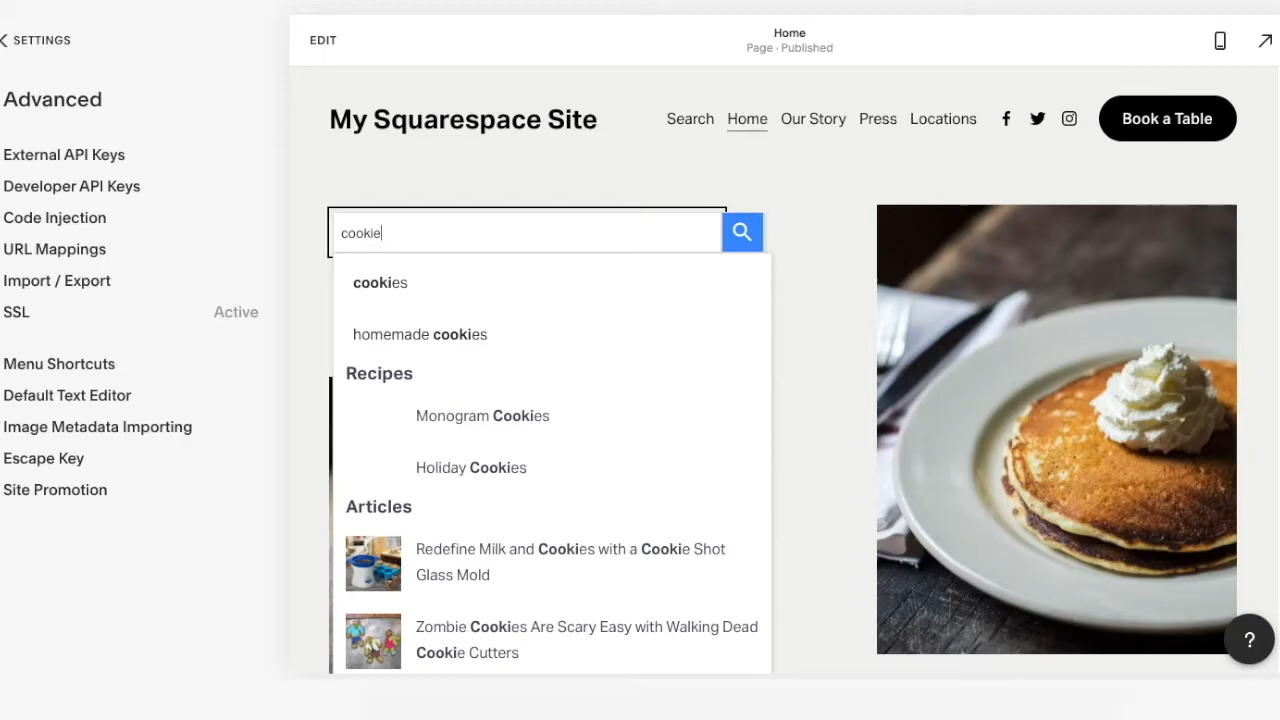 SETTINGS
Advanced
External API Keys
Developer API Keys
Code Injection
URL Mappings
Import / Export
SSL Active
Menu Shortcuts
Default Text Editor
Image Metadata Importing
Escape Key
Site Promotion
EDIT
Home
Page · Published
My Squarespace Site
Search Home Our Story Press Locations
Book a Table
cookie
cookies
homemade cookies
Recipes
Monogram Cookies
Holiday Cookies
Articles
Redefine Milk and Cookies with a Cookie Shot
Glass Mold
Zombie Cookies Are Scary Easy with Walking Dead
Cookie Cutters
?